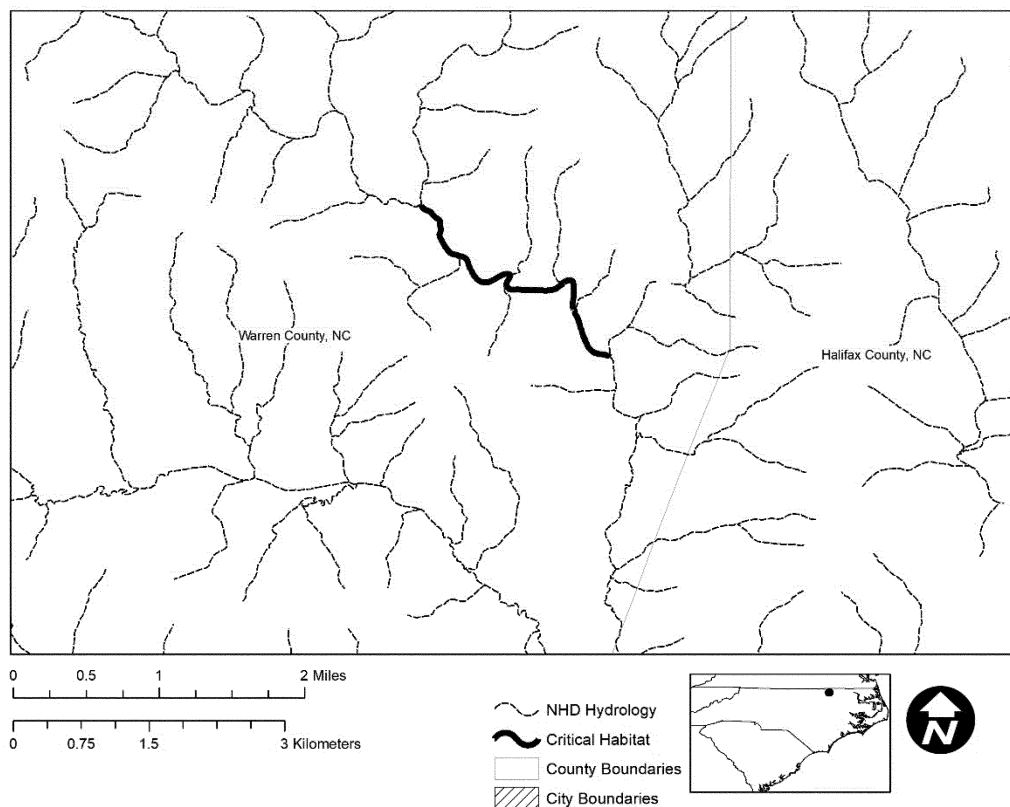 Warren County, NC
Halifax County, NC
0 0.5 1 2 Miles
0 0.75 1.5 3 Kilometers
NHD Hydrology
Critical Habitat
County Boundaries
City Boundaries
N